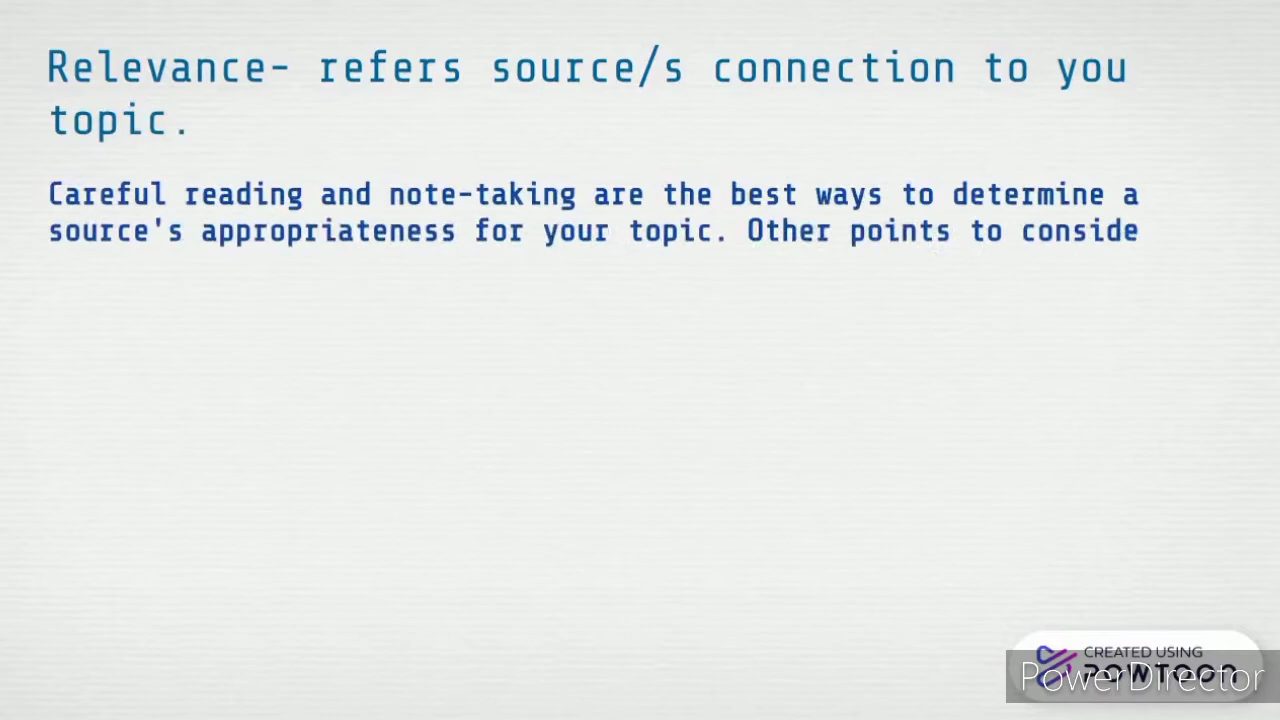 Relevance- refers source/s connection to you
topic.
Careful reading and note-taking are the best ways to determine a
source's appropriateness for your topic. Other points to conside
CREATED USING
POWTOON
PowerDirector